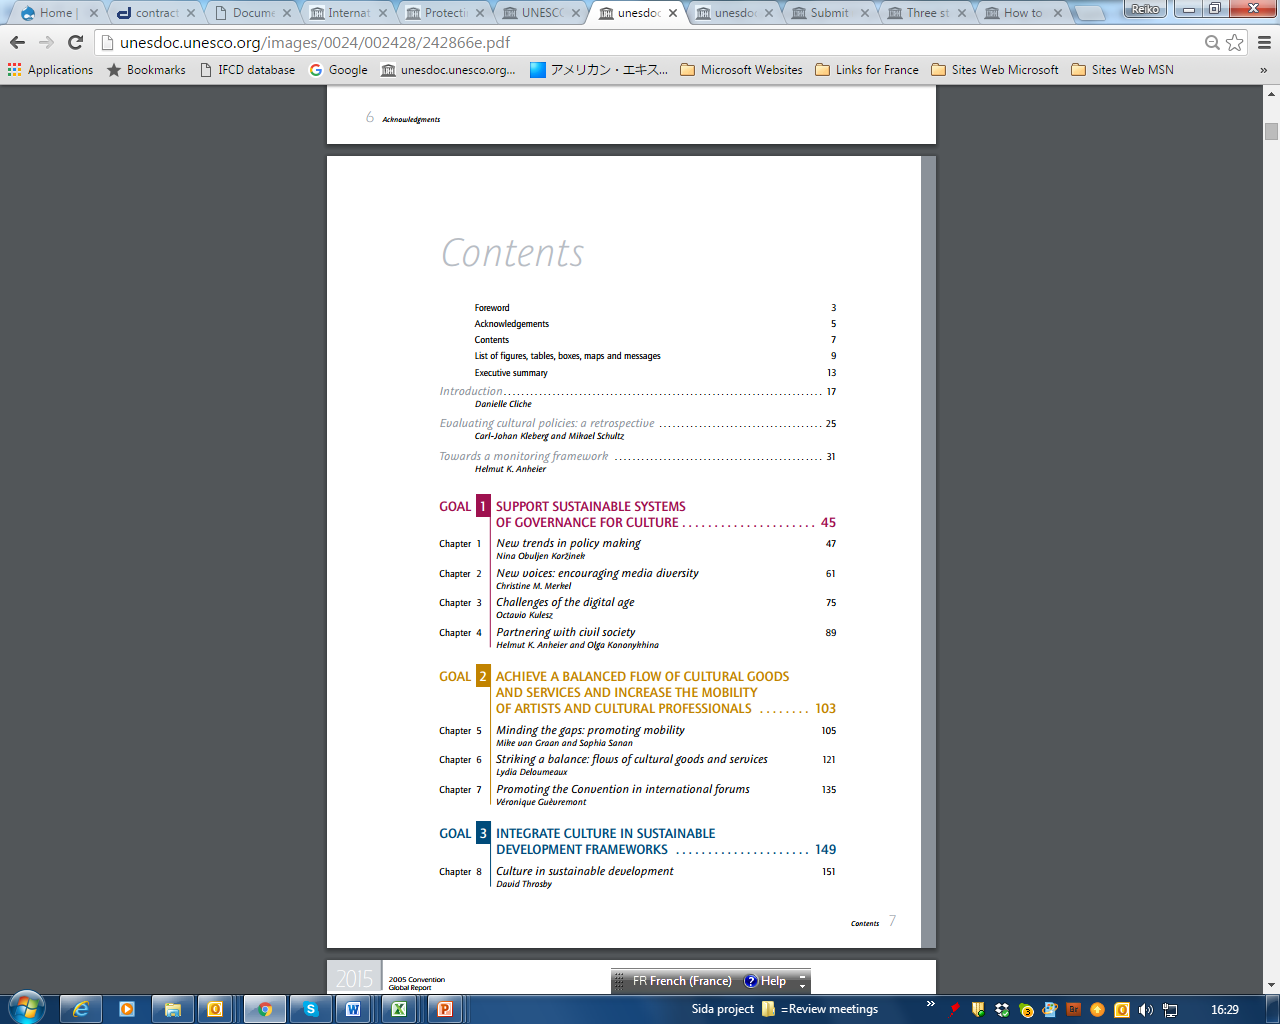 Home |
contract
Docume
Internat
Protectin
UNESCO
unesdoc
unesdoc
Submit
Three st
How to
Reiko
unesdoc.unesco.org/images/0024/002428/242866e.pdf
Applications
Bookmarks
IFCD database
Google
unesdoc.unesco.org...
アメリカン・エキス...
Microsoft Websites
Links for France
Sites Web Microsoft
Sites Web MSN
»
6 Acknowledgments
Contents
Foreword 3
Acknowledgements 5
Contents 7
List of figures, tables, boxes, maps and messages 9
Executive summary 13
Introduction 17
Danielle Cliche
Evaluating cultural policies: a retrospective 25
Carl-Johan Kleberg and Mikael Schultz
Towards a monitoring framework 31
Helmut K. Anheier
GOAL 1 SUPPORT SUSTAINABLE SYSTEMS
OF GOVERNANCE FOR CULTURE 45
Chapter 1 New trends in policy making 47
Nina Obuljen Koržinek
Chapter 2 New voices: encouraging media diversity 61
Christine M. Merkel
Chapter 3 Challenges of the digital age 75
Octavio Kulesz
Chapter 4 Partnering with civil society 89
Helmut K. Anheier and Olga Kononykhina
GOAL 2 ACHIEVE A BALANCED FLOW OF CULTURAL GOODS
AND SERVICES AND INCREASE THE MOBILITY
OF ARTISTS AND CULTURAL PROFESSIONALS 103
Chapter 5 Minding the gaps: promoting mobility 105
Mike van Graan and Sophia Sanan
Chapter 6 Striking a balance: flows of cultural goods and services 121
Lydia Deloumeaux
Chapter 7 Promoting the Convention in international forums 135
Véronique Guèvremont
GOAL 3 INTEGRATE CULTURE IN SUSTAINABLE
DEVELOPMENT FRAMEWORKS 149
Chapter 8 Culture in sustainable development 151
David Throsby
Contents 7
2015
2005 Convention
Global Report
FR French (France) Help
Sida project
=Review meetings
»
16:29